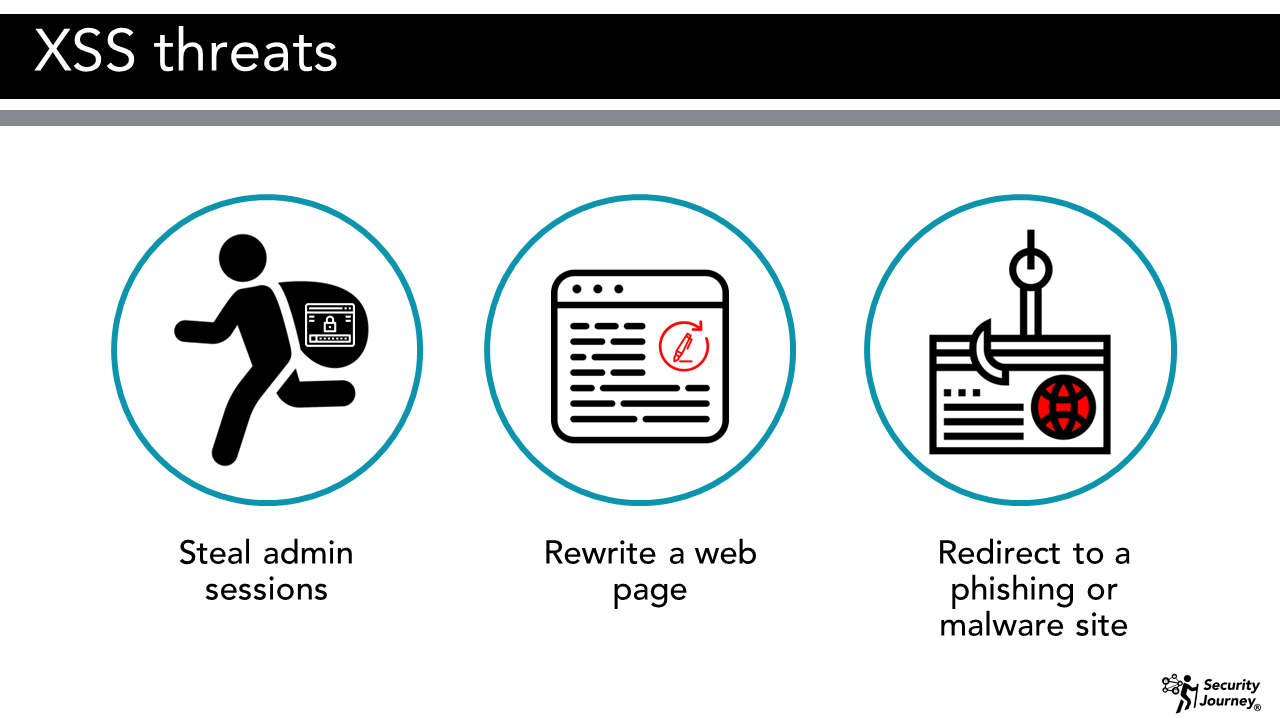 XSS threats
Steal admin
sessions
Rewrite a web
page
Redirect to a
phishing or
malware site
Security
Journey®